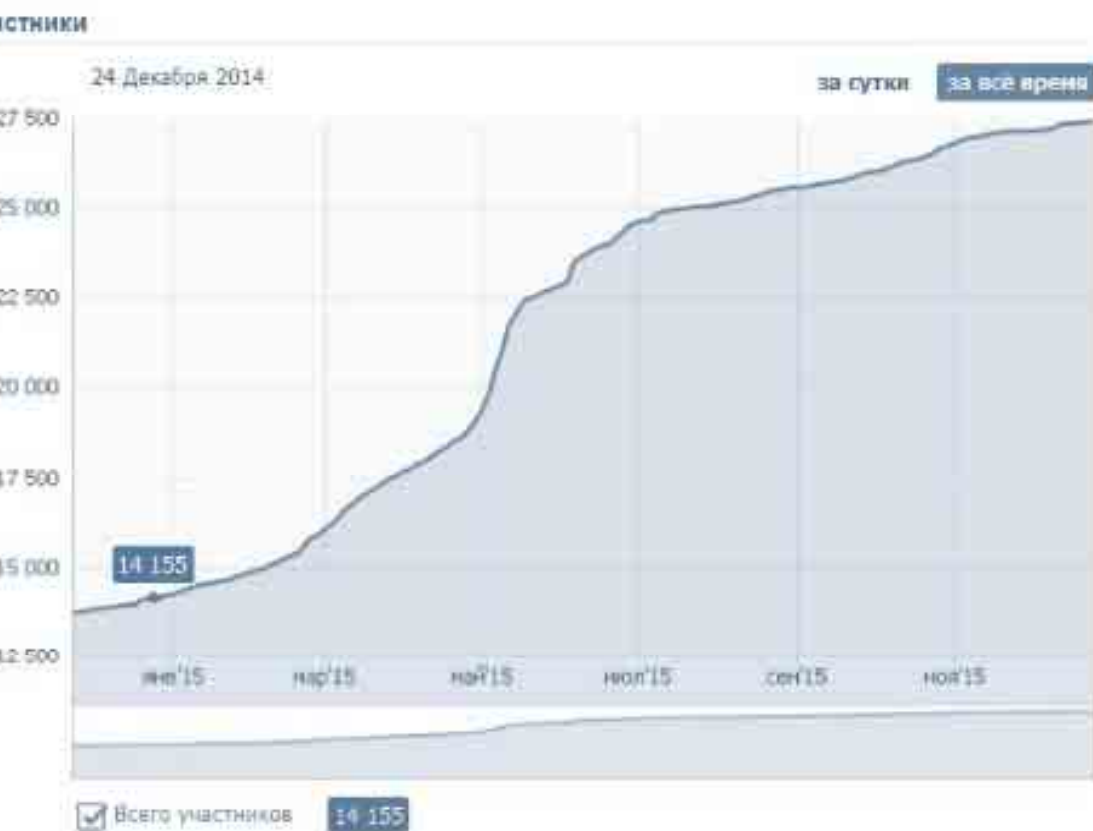 стники
24 Декабря 2014
за сутки за всё время
27 500
25 000
22 500
20 000
17 500
15 000
14 155
12 500
янв'15 мар'15 май'15 июл'15 сен'15 ноя'15
Всего участников 14 155